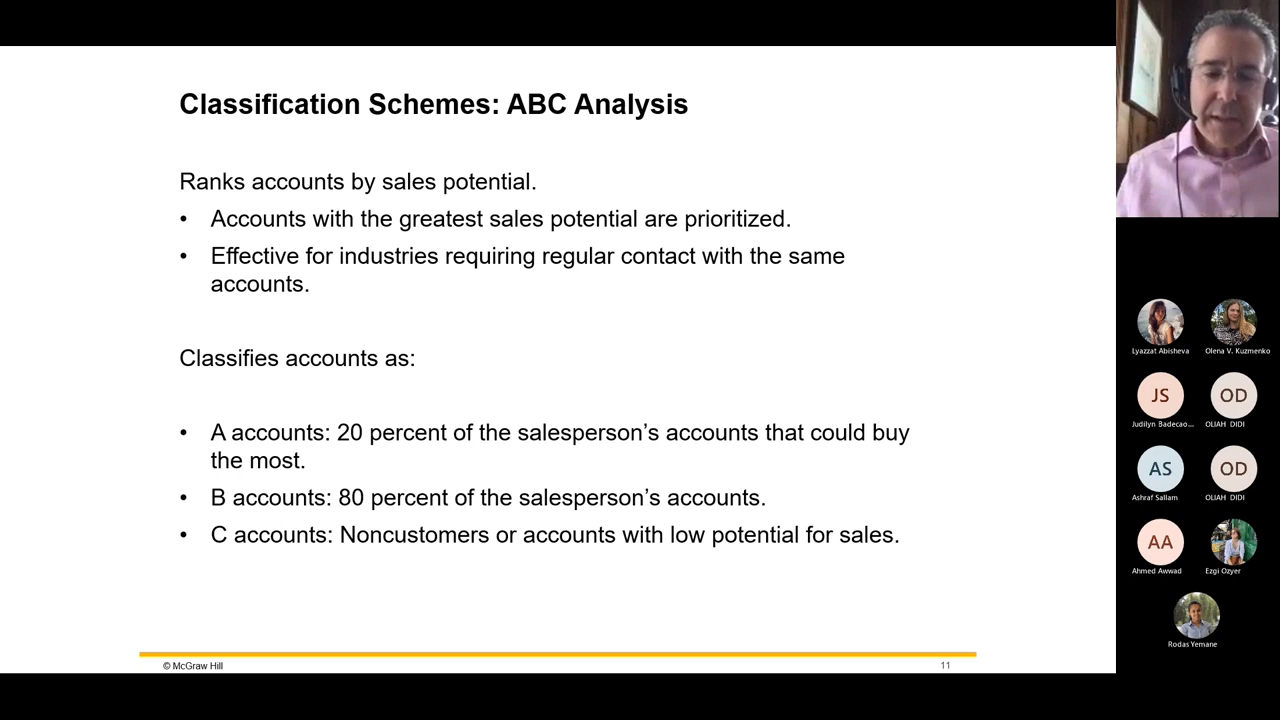 Classification Schemes: ABC Analysis
Ranks accounts by sales potential.
• Accounts with the greatest sales potential are prioritized.
• Effective for industries requiring regular contact with the same
accounts.
Classifies accounts as:
• A accounts: 20 percent of the salesperson’s accounts that could buy
the most.
• B accounts: 80 percent of the salesperson’s accounts.
• C accounts: Noncustomers or accounts with low potential for sales.
© McGraw Hill
11
Lyazzat Abisheva
Olena V. Kuzmenko
JS
OD
Judilyn Badecao...
OLIAH DIDI
AS
OD
Ashraf Sallam
OLIAH DIDI
AA
Ahmed Awwad
Ezgi Ozyer
Rodas Yemane